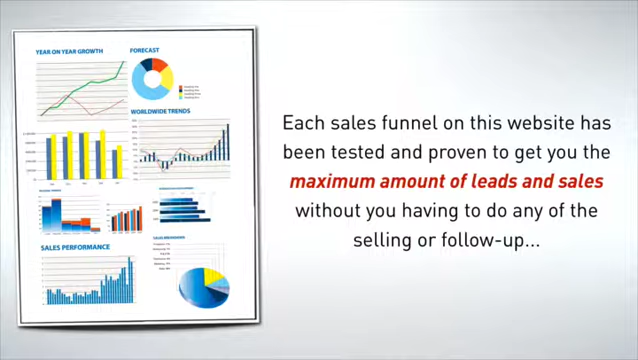 YEAR ON YEAR GROWTH
FORECAST
WORLDWIDE TRENDS
SALES PERFORMANCE
Each sales funnel on this website has
been tested and proven to get you the
maximum amount of leads and sales
without you having to do any of the
selling or follow-up...